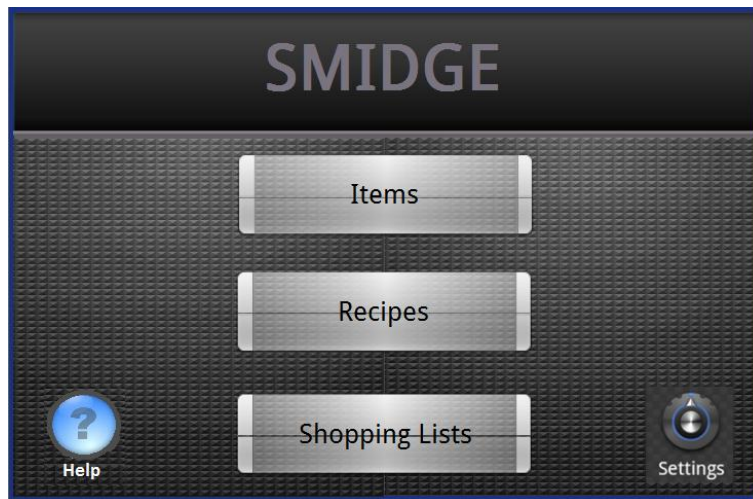 SMIDGE
Items
Recipes
Shopping Lists
?
Help
Settings